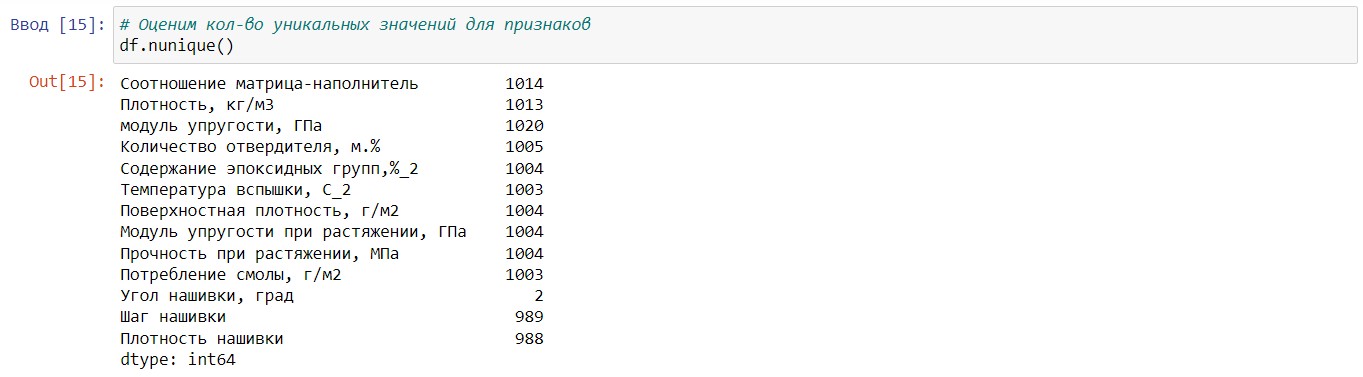 Ввод [15]: # Оценим кол-во уникальных значений для признаков
df.nunique()
Out[15]: Соотношение матрица-наполнитель 1014
Плотность, кг/м3 1013
модуль упругости, ГПа 1020
Количество отвердителя, м.% 1005
Содержание эпоксидных групп,%_2 1004
Температура вспышки, С_2 1003
Поверхностная плотность, г/м2 1004
Модуль упругости при растяжении, ГПа 1004
Прочность при растяжении, МПа 1004
Потребление смолы, г/м2 1003
Угол нашивки, град 2
Шаг нашивки 989
Плотность нашивки 988
dtype: int64